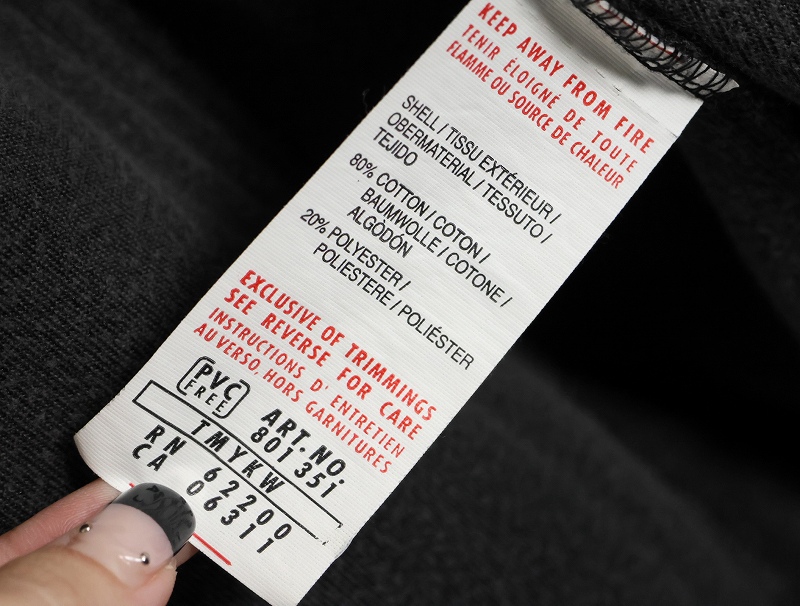 KEEP AWAY FROM FIRE
TENIR ÉLOIGNÉ DE TOUTE
FLAMME OU SOURCE DE CHALEUR
SHELL / TISSU EXTÉRIEUR /
OBERMATERIAL / TESSUTO /
TEJIDO
80% COTTON / COTON /
BAUMWOLLE / COTONE /
ALGODÓN
20% POLYESTER /
POLIESTERE / POLIÉSTER
EXCLUSIVE OF TRIMMINGS
SEE REVERSE FOR CARE
INSTRUCTIONS D' ENTRETIEN
AU VERSO, HORS GARNITURES
PVC
FREE
ART.NO.
801351
TMYKW
RN 62200
CA 06311